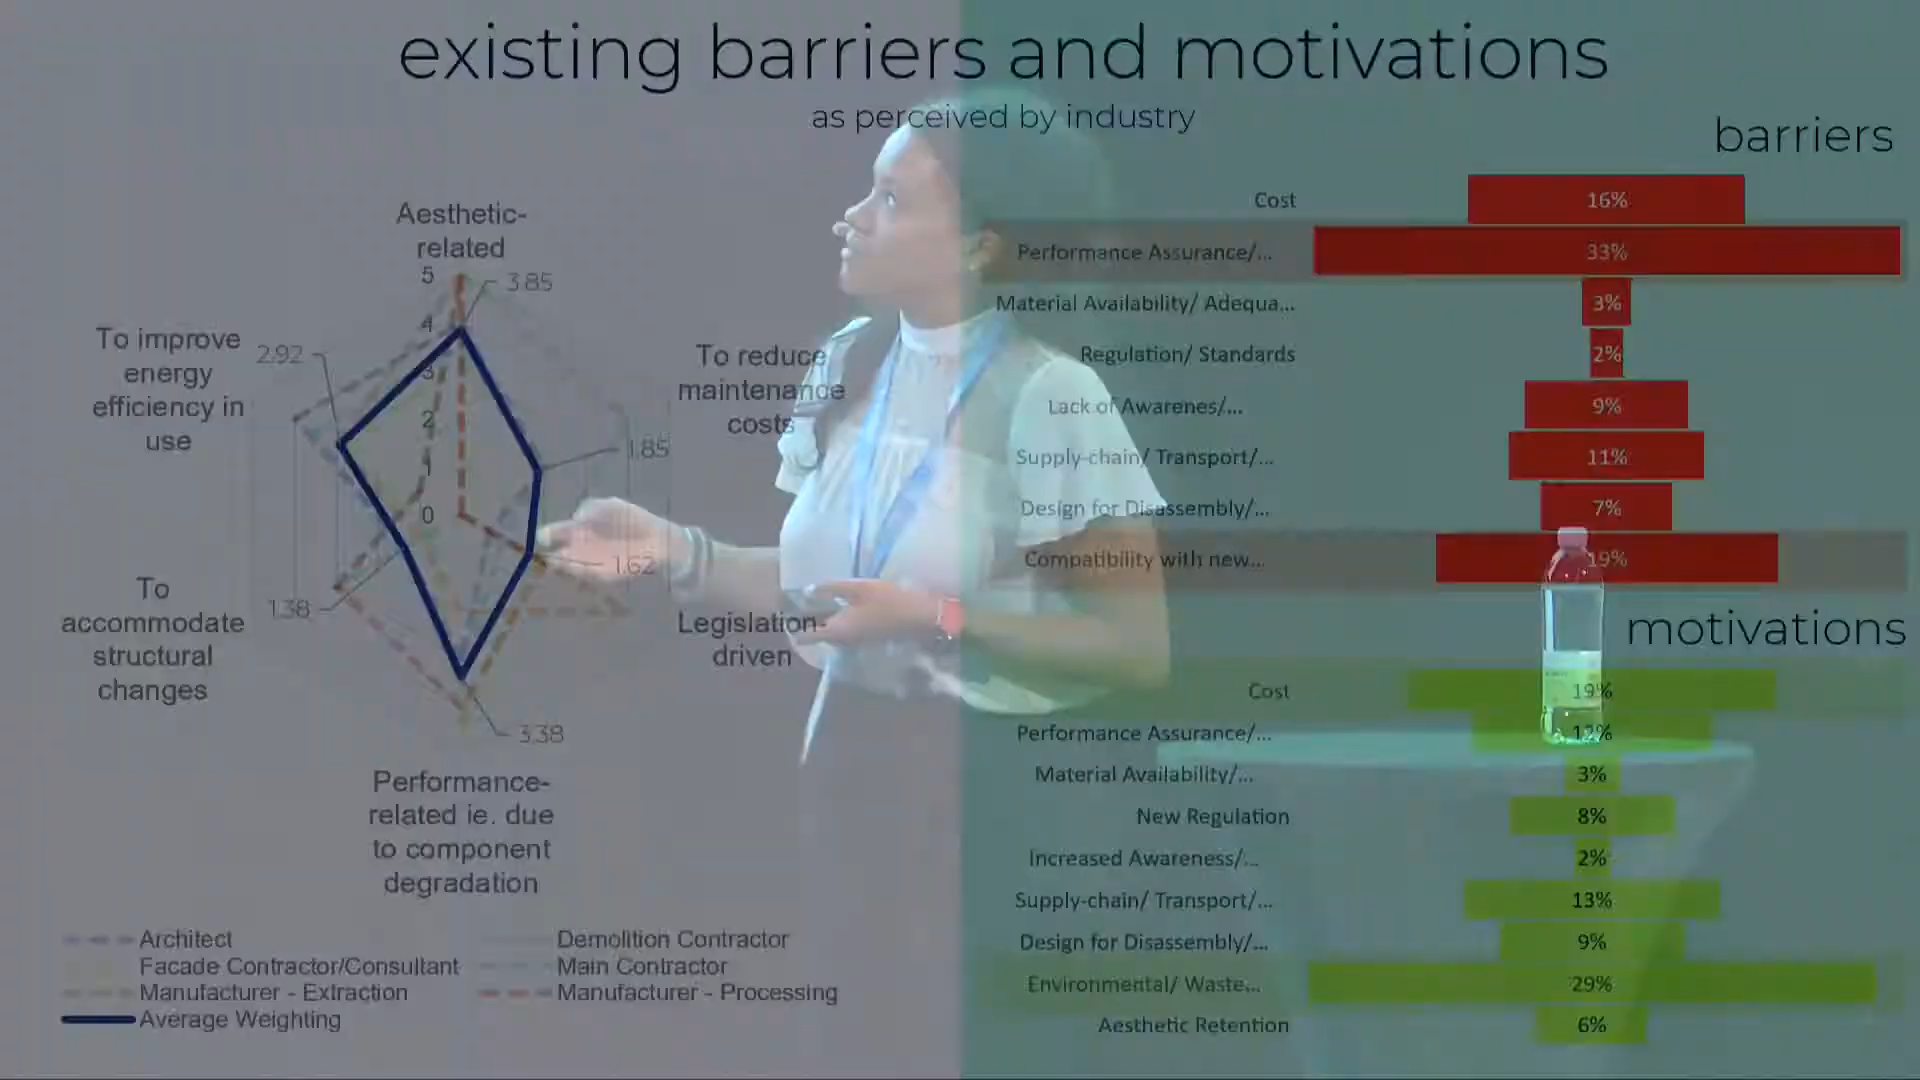 existing barriers and motivations
as perceived by industry
Aesthetic-
related
5
4
3
2
1
0
3.85
To improve
energy
efficiency in
use
2.92
To reduce
maintenance
costs
1.85
To
accommodate
structural
changes
1.38
1.62
Legislation-
driven
3.38
Performance-
related ie. due
to component
degradation
Architect
Demolition Contractor
Facade Contractor/Consultant
Main Contractor
Manufacturer - Extraction
Manufacturer - Processing
Average Weighting
barriers
Cost 16%
Performance Assurance/... 33%
Material Availability/ Adequa... 3%
Regulation/ Standards 2%
Lack of Awarenes/... 9%
Supply-chain/ Transport/... 11%
Design for Disassembly/... 7%
Compatibility with new... 19%
motivations
Cost 19%
Performance Assurance/... 12%
Material Availability/... 3%
New Regulation 8%
Increased Awareness/... 2%
Supply-chain/ Transport/... 13%
Design for Disassembly/... 9%
Environmental/ Waste... 29%
Aesthetic Retention 6%